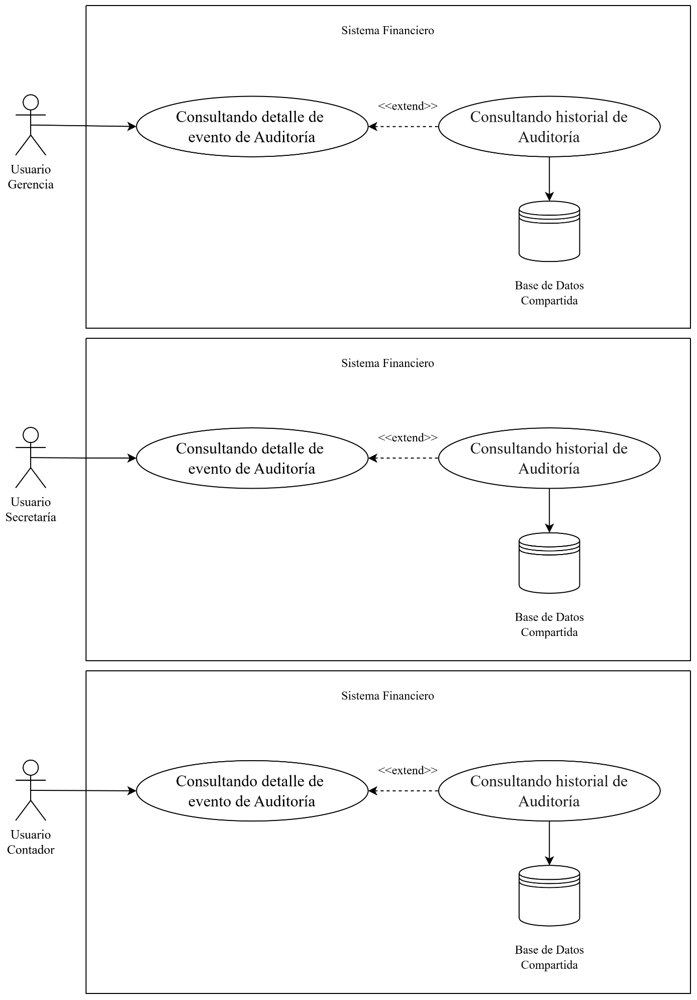 Sistema Financiero
Consultando detalle de
evento de Auditoría
<<extend>>
Consultando historial de
Auditoría
Usuario
Gerencia
Base de Datos
Compartida
Sistema Financiero
Consultando detalle de
evento de Auditoría
<<extend>>
Consultando historial de
Auditoría
Usuario
Secretaría
Base de Datos
Compartida
Sistema Financiero
Consultando detalle de
evento de Auditoría
<<extend>>
Consultando historial de
Auditoría
Usuario
Contador
Base de Datos
Compartida